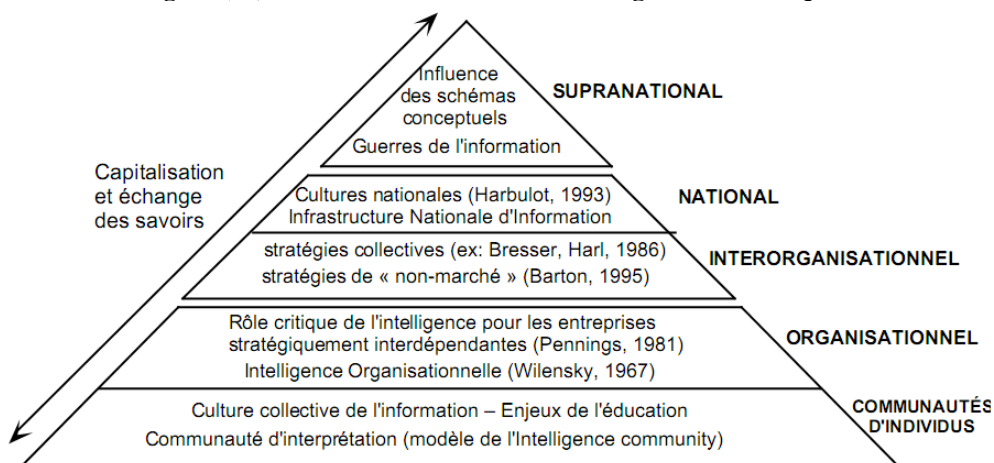 Influence
des schémas
conceptuels
Guerres de l'information
SUPRANATIONAL
Capitalisation
et échange
des savoirs
Cultures nationales (Harbulot, 1993)
Infrastructure Nationale d'Information
NATIONAL
stratégies collectives (ex: Bresser, Harl, 1986)
stratégies de « non-marché » (Barton, 1995)
INTERORGANISATIONNEL
Rôle critique de l'intelligence pour les entreprises
stratégiquement interdépendantes (Pennings, 1981)
Intelligence Organisationnelle (Wilensky, 1967)
ORGANISATIONNEL
Culture collective de l'information – Enjeux de l'éducation
Communauté d'interprétation (modèle de l'Intelligence community)
COMMUNAUTÉS
D'INDIVIDUS